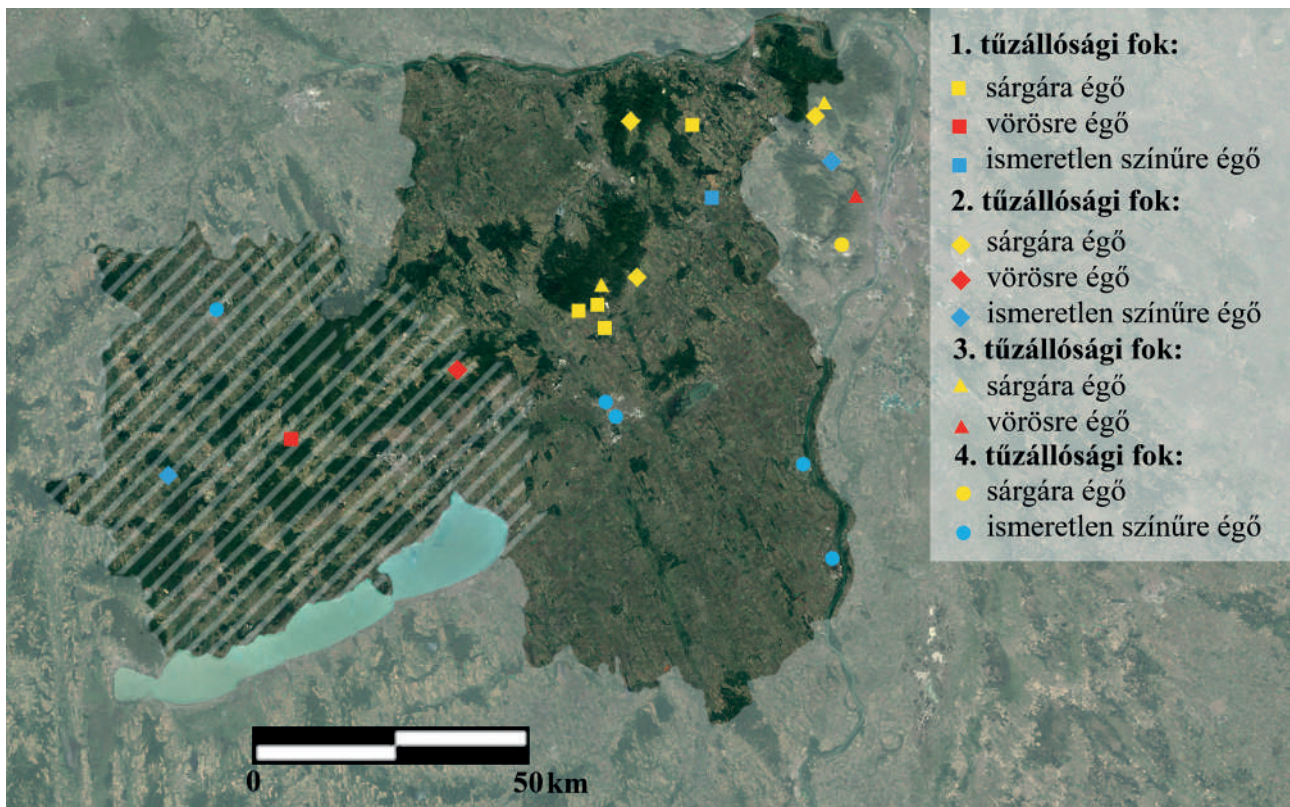 1. tűzállósági fok:
sárgára égő
vörösre égő
ismeretlen színűre égő
2. tűzállósági fok:
sárgára égő
vörösre égő
ismeretlen színűre égő
3. tűzállósági fok:
sárgára égő
vörösre égő
4. tűzállósági fok:
sárgára égő
ismeretlen színűre égő
0 50 km